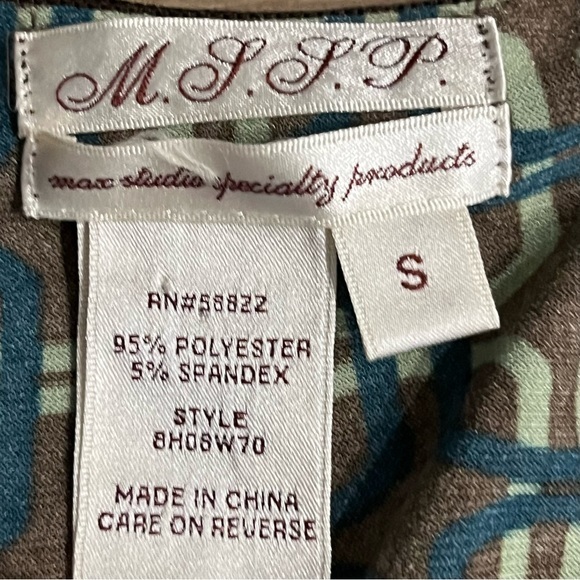 M.S.S.P.
max studio specialty products
S
RN#56822
95% POLYESTER
5% SPANDEX
STYLE
8H08W70
MADE IN CHINA
CARE ON REVERSE